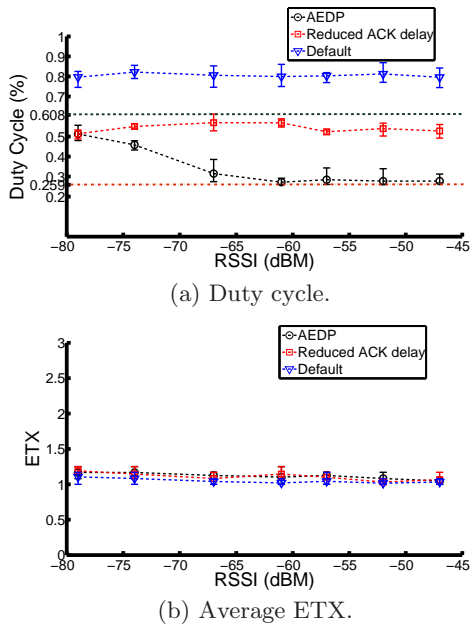 AEDP
Reduced ACK delay
Default
Duty Cycle (%)
1
0.9
0.8
0.7
0.608
0.5
0.4
0.3
0.259
0.2
−80 −75 −70 −65 −60 −55 −50 −45
RSSI (dBM)
(a) Duty cycle.
AEDP
Reduced ACK delay
Default
ETX
3
2.5
2
1.5
1
0.5
0
−80 −75 −70 −65 −60 −55 −50 −45
RSSI (dBM)
(b) Average ETX.